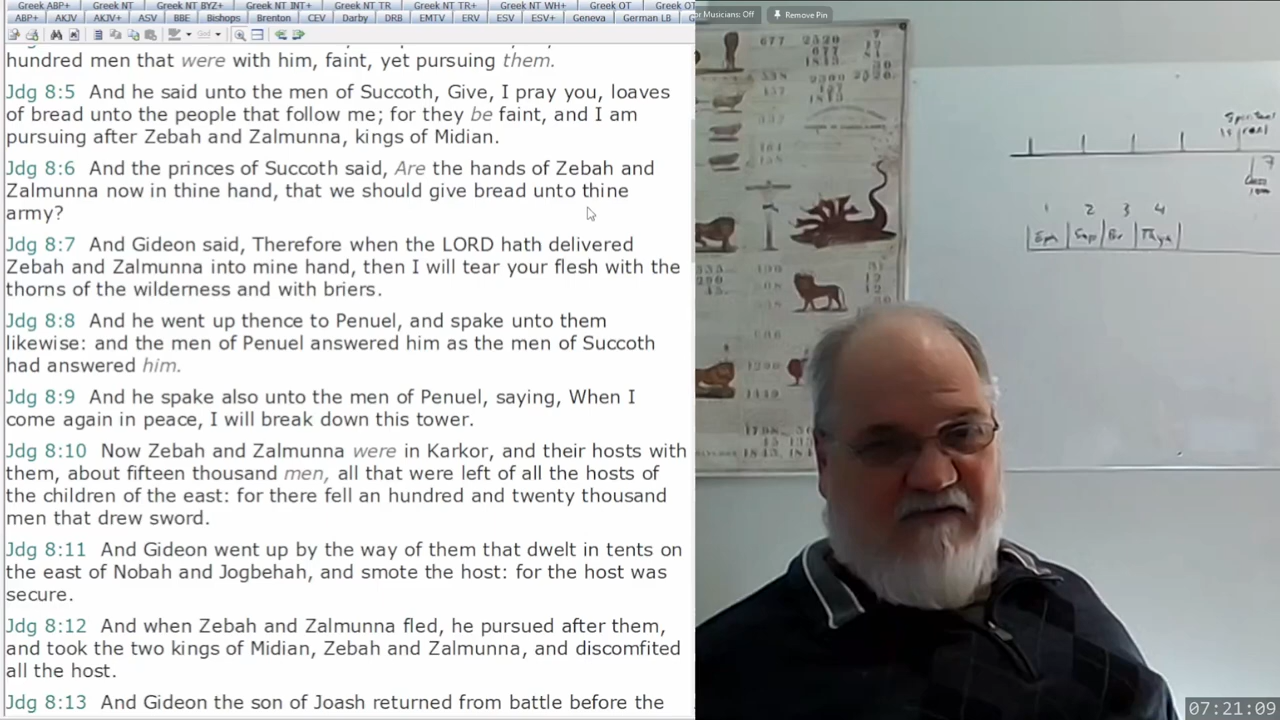 Greek ABP+ Greek NT Greek NT BYZ+ Greek NT INT+ Greek NT TR Greek NT TR+ Greek NT WH+ Greek OT Greek OT
ABP+ AKJV AKJV+ ASV BBE Bishops Brenton CEV Darby DRB EMTV ERV ESV ESV+ Geneva German LB
or Musicians: Off Remove Pin
hundred men that were with him, faint, yet pursuing them.
Jdg 8:5 And he said unto the men of Succoth, Give, I pray you, loaves
of bread unto the people that follow me; for they be faint, and I am
pursuing after Zebah and Zalmunna, kings of Midian.
Jdg 8:6 And the princes of Succoth said, Are the hands of Zebah and
Zalmunna now in thine hand, that we should give bread unto thine
army?
Jdg 8:7 And Gideon said, Therefore when the LORD hath delivered
Zebah and Zalmunna into mine hand, then I will tear your flesh with the
thorns of the wilderness and with briers.
Jdg 8:8 And he went up thence to Penuel, and spake unto them
likewise: and the men of Penuel answered him as the men of Succoth
had answered him.
Jdg 8:9 And he spake also unto the men of Penuel, saying, When I
come again in peace, I will break down this tower.
Jdg 8:10 Now Zebah and Zalmunna were in Karkor, and their hosts with
them, about fifteen thousand men, all that were left of all the hosts of
the children of the east: for there fell an hundred and twenty thousand
men that drew sword.
Jdg 8:11 And Gideon went up by the way of them that dwelt in tents on
the east of Nobah and Jogbehah, and smote the host: for the host was
secure.
Jdg 8:12 And when Zebah and Zalmunna fled, he pursued after them,
and took the two kings of Midian, Zebah and Zalmunna, and discomfited
all the host.
Jdg 8:13 And Gideon the son of Joash returned from battle before the
677 2520
677
1843
2520
1 2 3 4
Eph
7
07:21:09